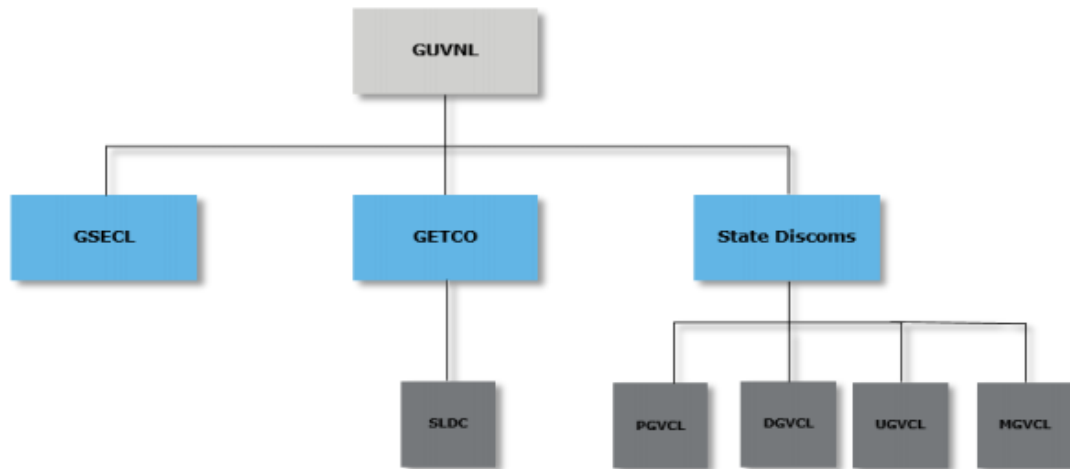 GUVNL
GSECL
GETCO
State Discoms
SLDC
PGVCL
DGVCL
UGVCL
MGVCL